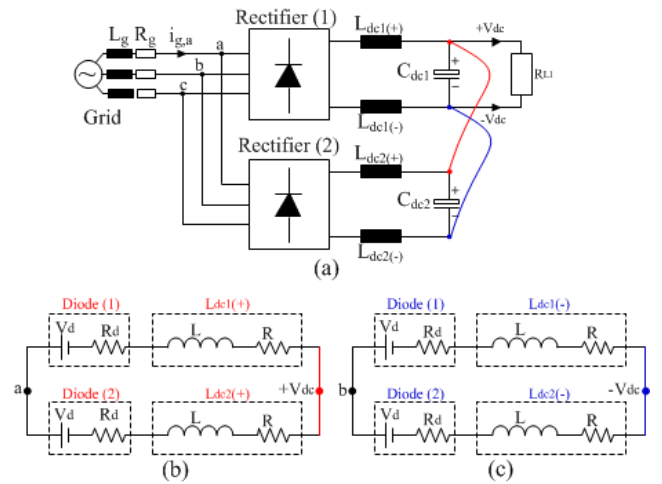 Lg Rg ig,a a
b
c
Grid
Rectifier (1)
Ldc1(+)
+Vdc
Cdc1
+
−
RL1
Ldc1(-)
-Vdc
Rectifier (2)
Ldc2(+)
Cdc2
+
−
Ldc2(-)
(a)
Diode (1) Ldc1(+)
Vd Rd L R
a +Vdc
Diode (2) Ldc2(+)
Vd Rd L R
(b)
Diode (1) Ldc1(-)
Vd Rd L R
b -Vdc
Diode (2) Ldc2(-)
Vd Rd L R
(c)